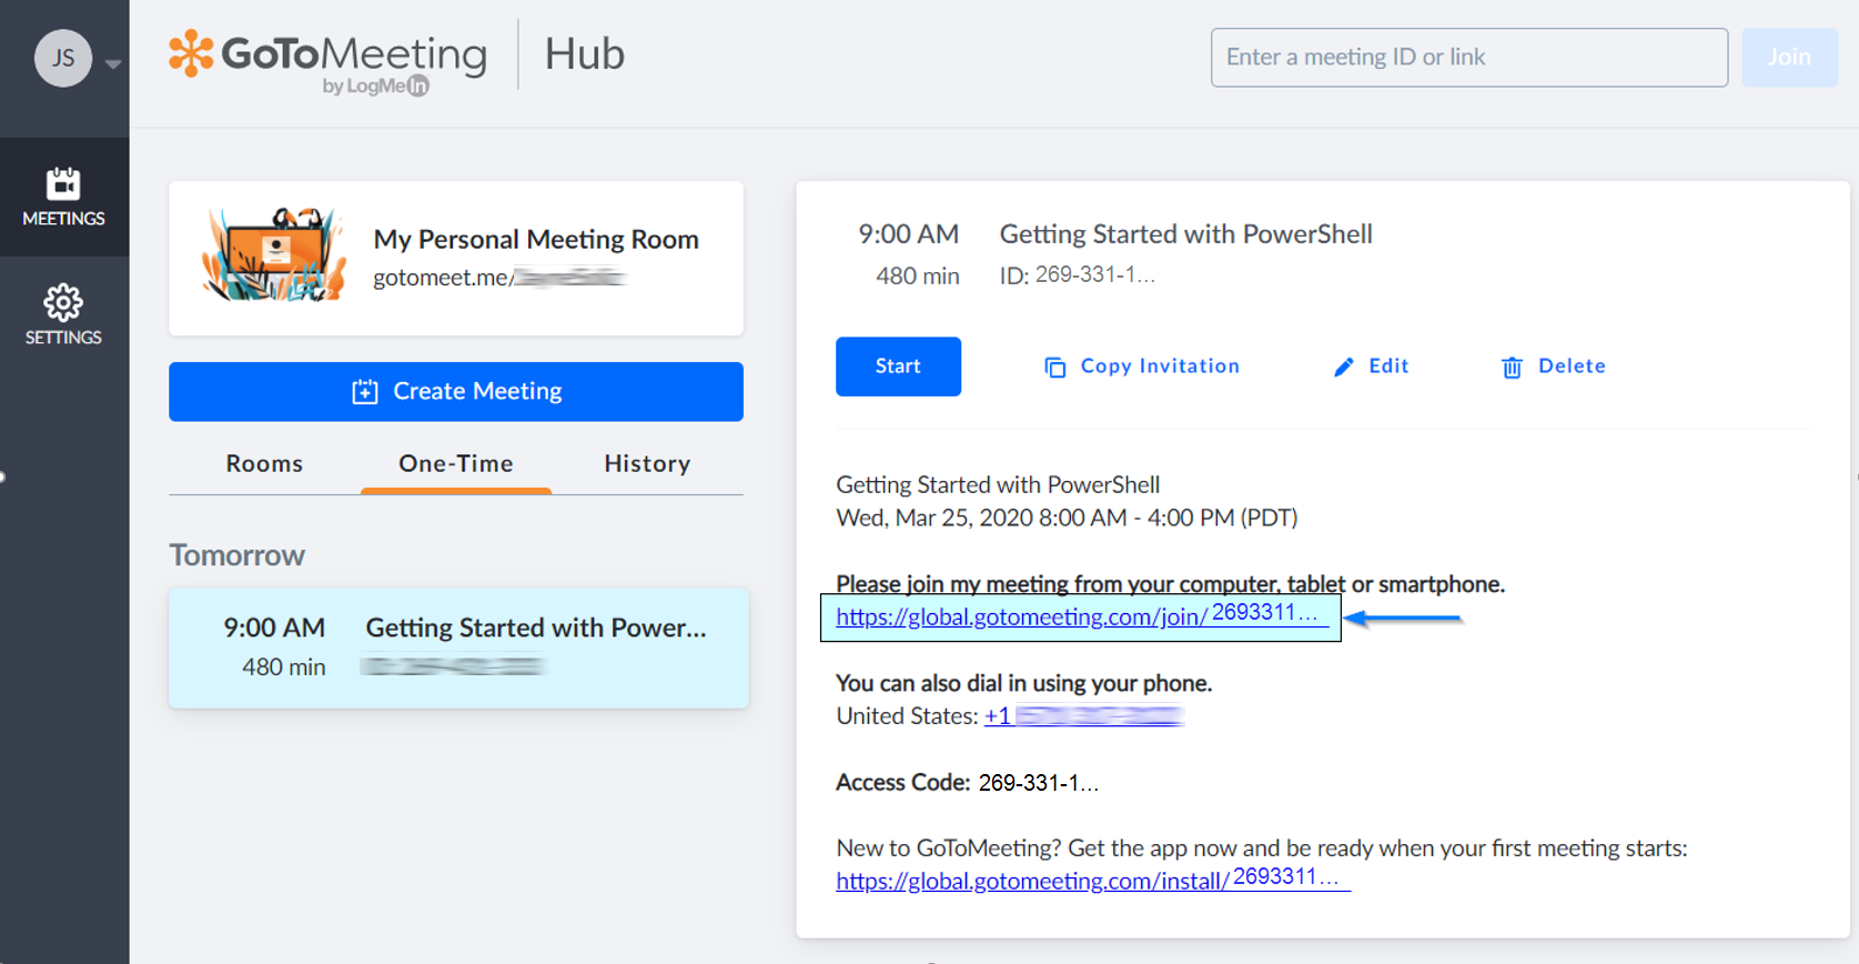 JS
GoToMeeting
by LogMeIn
Hub
Enter a meeting ID or link
Join
MEETINGS
SETTINGS
My Personal Meeting Room
gotomeet.me/
Create Meeting
Rooms
One-Time
History
Tomorrow
9:00 AM
Getting Started with Power...
480 min
9:00 AM
Getting Started with PowerShell
480 min
ID: 269-331-1...
Start
Copy Invitation
Edit
Delete
Getting Started with PowerShell
Wed, Mar 25, 2020 8:00 AM - 4:00 PM (PDT)
Please join my meeting from your computer, tablet or smartphone.
https://global.gotomeeting.com/join/2693311...
You can also dial in using your phone.
United States: +1
Access Code: 269-331-1...
New to GoToMeeting? Get the app now and be ready when your first meeting starts:
https://global.gotomeeting.com/install/2693311...